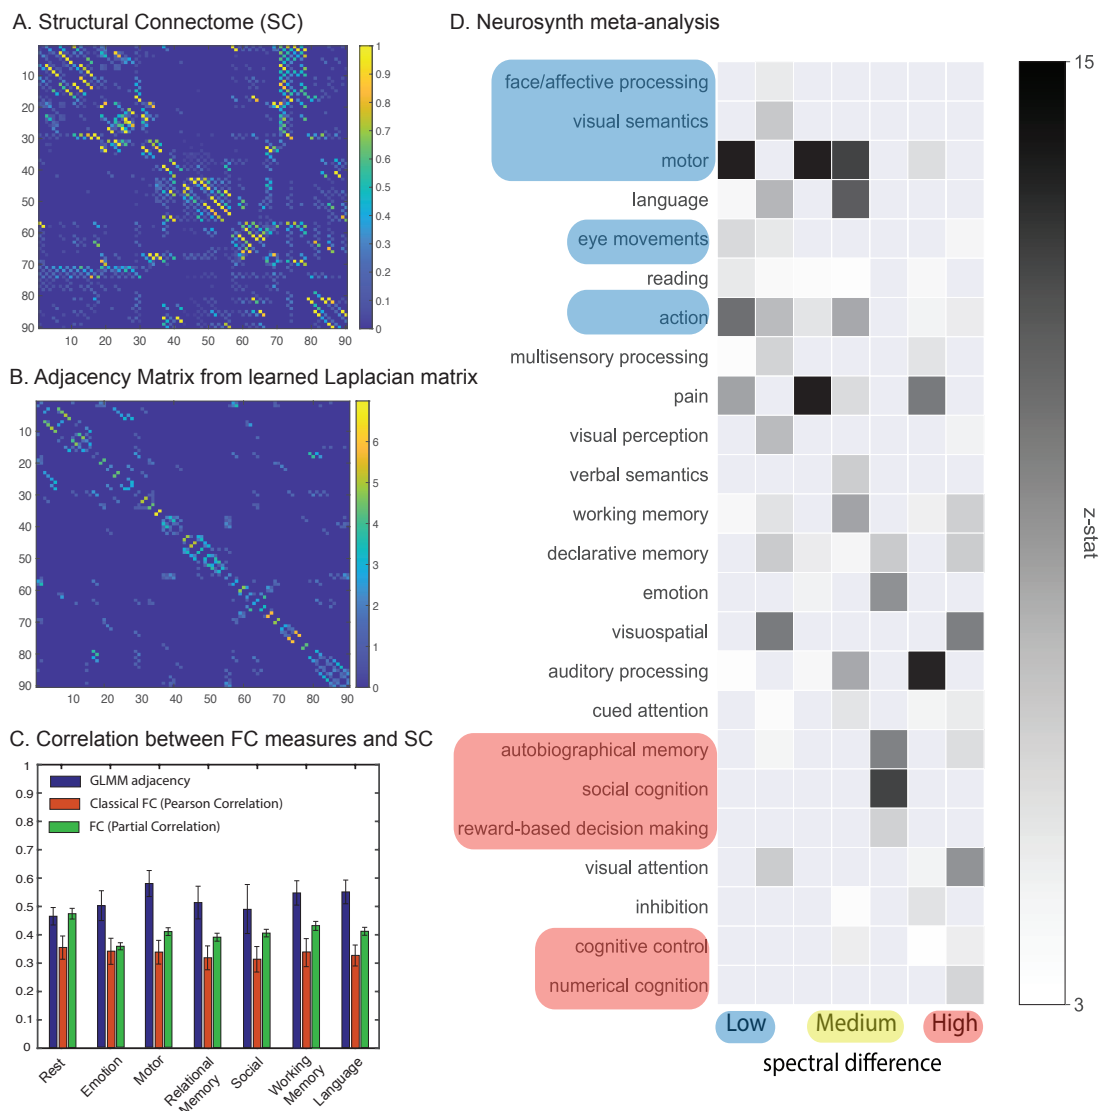 A. Structural Connectome (SC)
10
20
30
40
50
60
70
80
90
10 20 30 40 50 60 70 80 90
1
0.9
0.8
0.7
0.6
0.5
0.4
0.3
0.2
0.1
0
B. Adjacency Matrix from learned Laplacian matrix
10
20
30
40
50
60
70
80
90
10 20 30 40 50 60 70 80 90
6
5
4
3
2
1
0
C. Correlation between FC measures and SC
1
0.9
0.8
0.7
0.6
0.5
0.4
0.3
0.2
0.1
0
GLMM adjacency
Classical FC (Pearson Correlation)
FC (Partial Correlation)
Rest
Emotion
Motor
Relational
Memory
Social
Working
Memory
Language
D. Neurosynth meta-analysis
face/affective processing
visual semantics
motor
language
eye movements
reading
action
multisensory processing
pain
visual perception
verbal semantics
working memory
declarative memory
emotion
visuospatial
auditory processing
cued attention
autobiographical memory
social cognition
reward-based decision making
visual attention
inhibition
cognitive control
numerical cognition
Low Medium High
spectral difference
15
z-stat
3